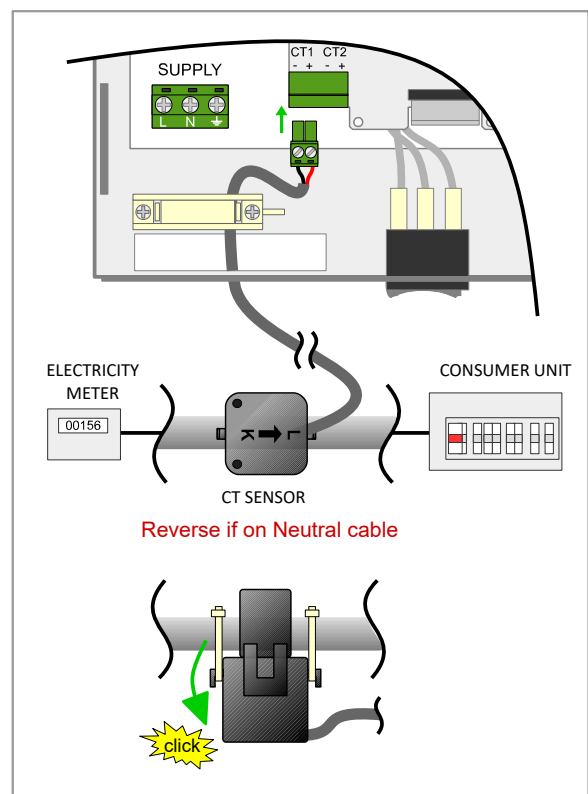 CT1 CT2
- + - +
SUPPLY
L N
ELECTRICITY
METER
CONSUMER UNIT
00156
K L
CT SENSOR
Reverse if on Neutral cable
click